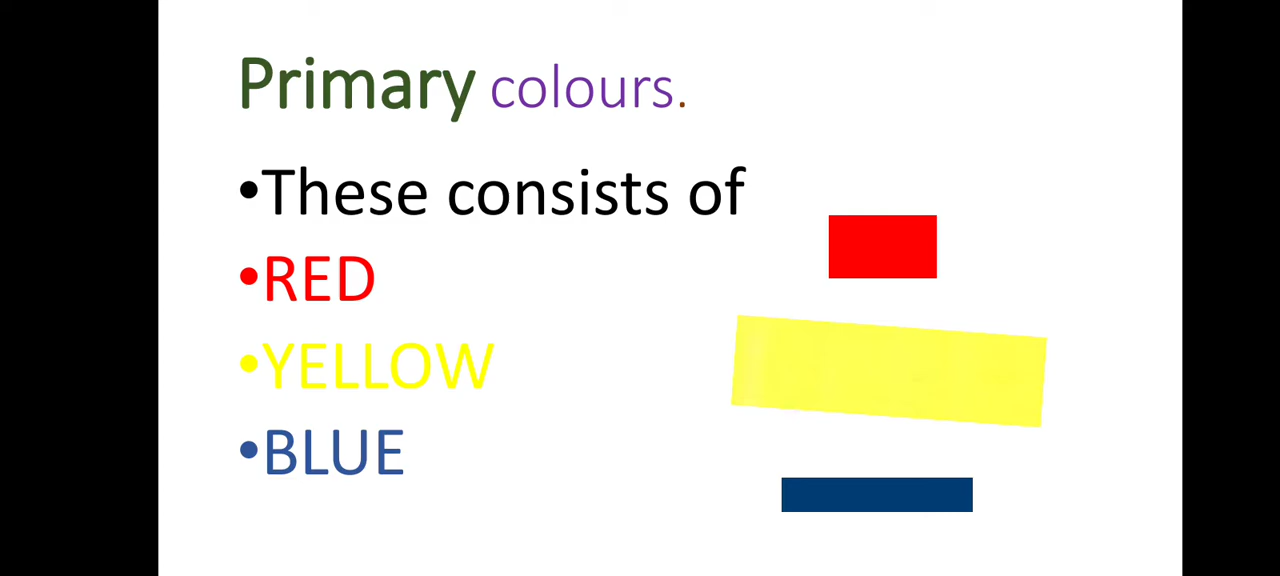 Primary colours.
•These consists of
•RED
•YELLOW
•BLUE